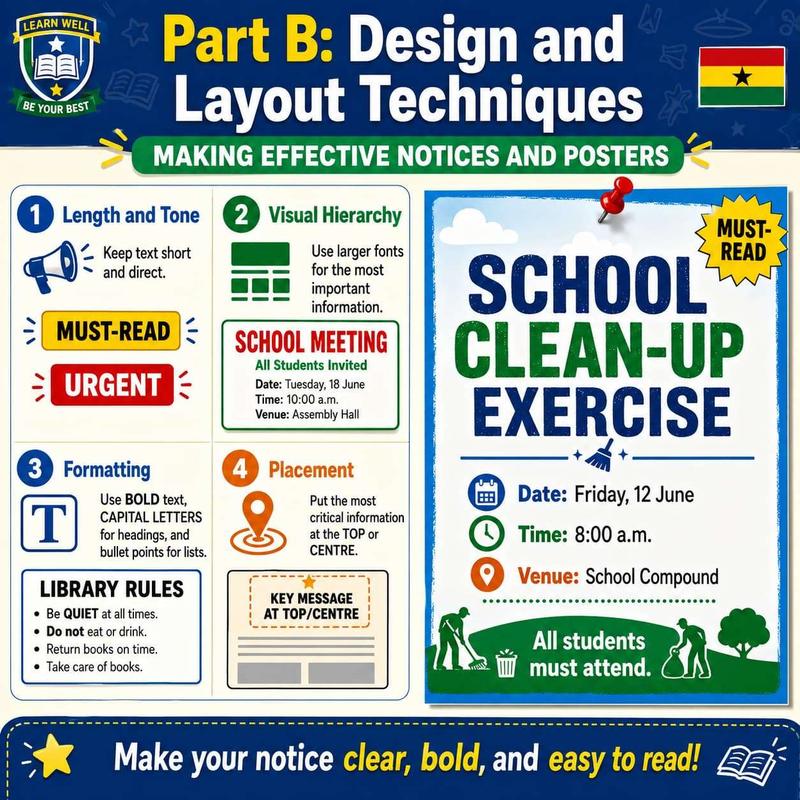 LEARN WELL
BE YOUR BEST
Part B: Design and
Layout Techniques
MAKING EFFECTIVE NOTICES AND POSTERS
1 Length and Tone
Keep text short
and direct.
MUST-READ
URGENT
2 Visual Hierarchy
Use larger fonts
for the most
important
information.
SCHOOL MEETING
All Students Invited
Date: Tuesday, 18 June
Time: 10:00 a.m.
Venue: Assembly Hall
3 Formatting
T
Use BOLD text,
CAPITAL LETTERS
for headings, and
bullet points for lists.
LIBRARY RULES
• Be QUIET at all times.
• Do not eat or drink.
• Return books on time.
• Take care of books.
4 Placement
Put the most
critical information
at the TOP or
CENTRE.
KEY MESSAGE
AT TOP/CENTRE
MUST-
READ
SCHOOL
CLEAN-UP
EXERCISE
Date: Friday, 12 June
Time: 8:00 a.m.
Venue: School Compound
All students
must attend.
Make your notice clear, bold, and easy to read!